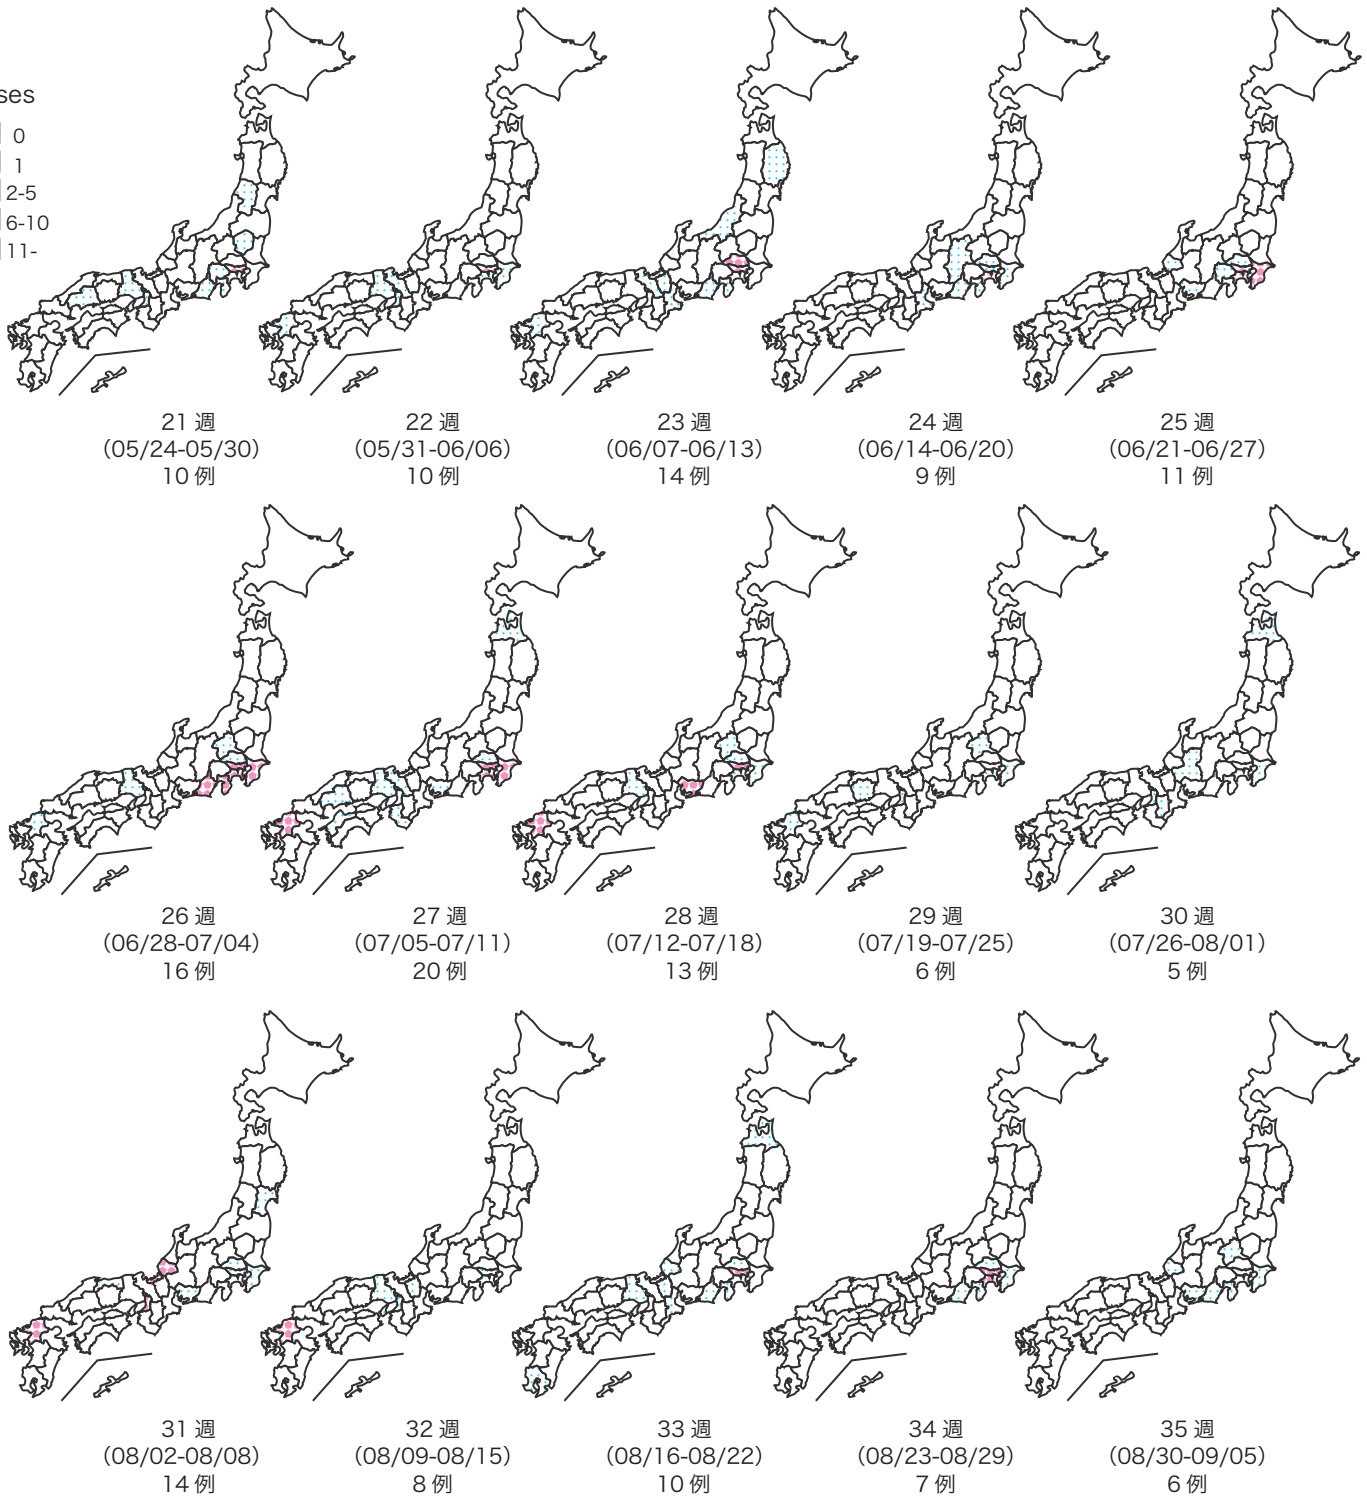 0
1
2-5
6-10
11-
21 週
(05/24-05/30)
10 例
22 週
(05/31-06/06)
10 例
23 週
(06/07-06/13)
14 例
24 週
(06/14-06/20)
9 例
25 週
(06/21-06/27)
11 例
26 週
(06/28-07/04)
16 例
27 週
(07/05-07/11)
20 例
28 週
(07/12-07/18)
13 例
29 週
(07/19-07/25)
6 例
30 週
(07/26-08/01)
5 例
31 週
(08/02-08/08)
14 例
32 週
(08/09-08/15)
8 例
33 週
(08/16-08/22)
10 例
34 週
(08/23-08/29)
7 例
35 週
(08/30-09/05)
6 例